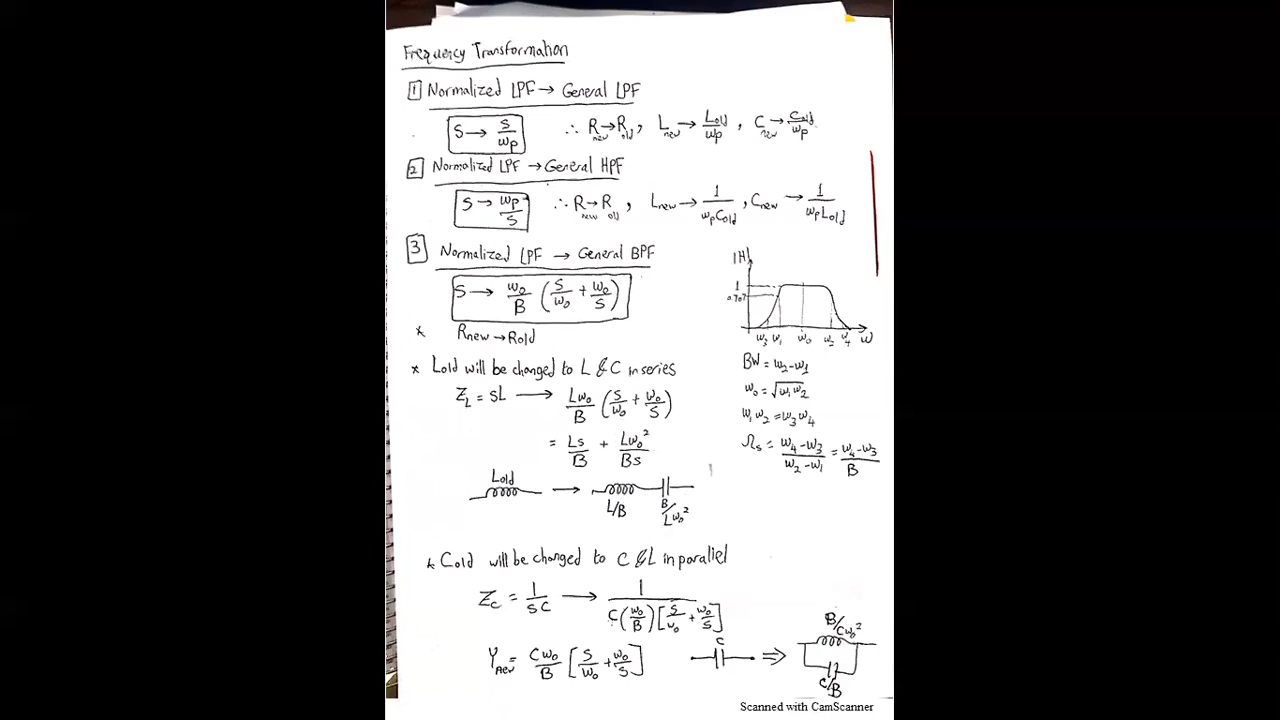 Frequency Transformation
1 Normalized LPF → General LPF
S → S/ωp ∴ Rnew → Rold, Lnew → Lold/ωp, Cnew → Cold/ωp
2 Normalized LPF → General HPF
S → ωp/S ∴ Rnew → Rold, Lnew → 1/ωpCold, Cnew → 1/ωpLold
3 Normalized LPF → General BPF
S → ω0/B (S/ω0 + ω0/S)
* Rnew → Rold
|H|
1
0.707
ω3 ω1 ω0 ω2 ω4 ω
BW = ω2-ω1
ω0 = √ω1ω2
ω1ω2 = ω3ω4
Ωs = ω4-ω3/ω2-ω1 = ω4-ω3/B
* Lold will be changed to L & C in series
ZL = SL → Lω0/B (S/ω0 + ω0/S)
= LS/B + Lω0²/BS
Lold → L/B B/Lω0²
* Cold will be changed to C & L in parallel
Zc = 1/SC → 1/C(ω0/B)[S/ω0 + ω0/S]
Ynew = Cω0/B [S/ω0 + ω0/S] C ⇒ B/Cω0² C/B
Scanned with CamScanner